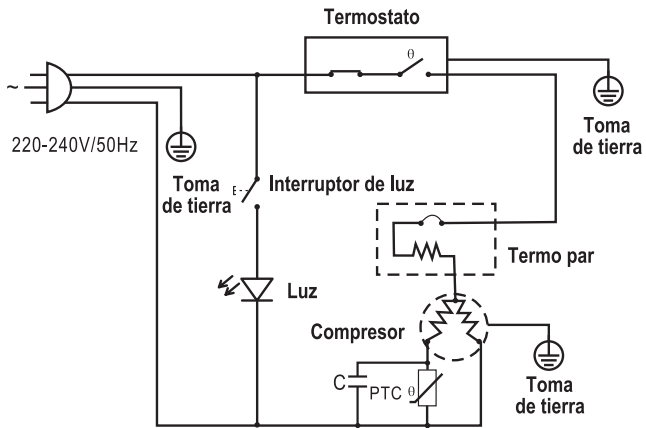 Termostato
θ
~
220-240V/50Hz
Toma
de tierra
Interruptor de luz
Toma
de tierra
Termo par
Luz
Compresor
C
PTC θ
Toma
de tierra